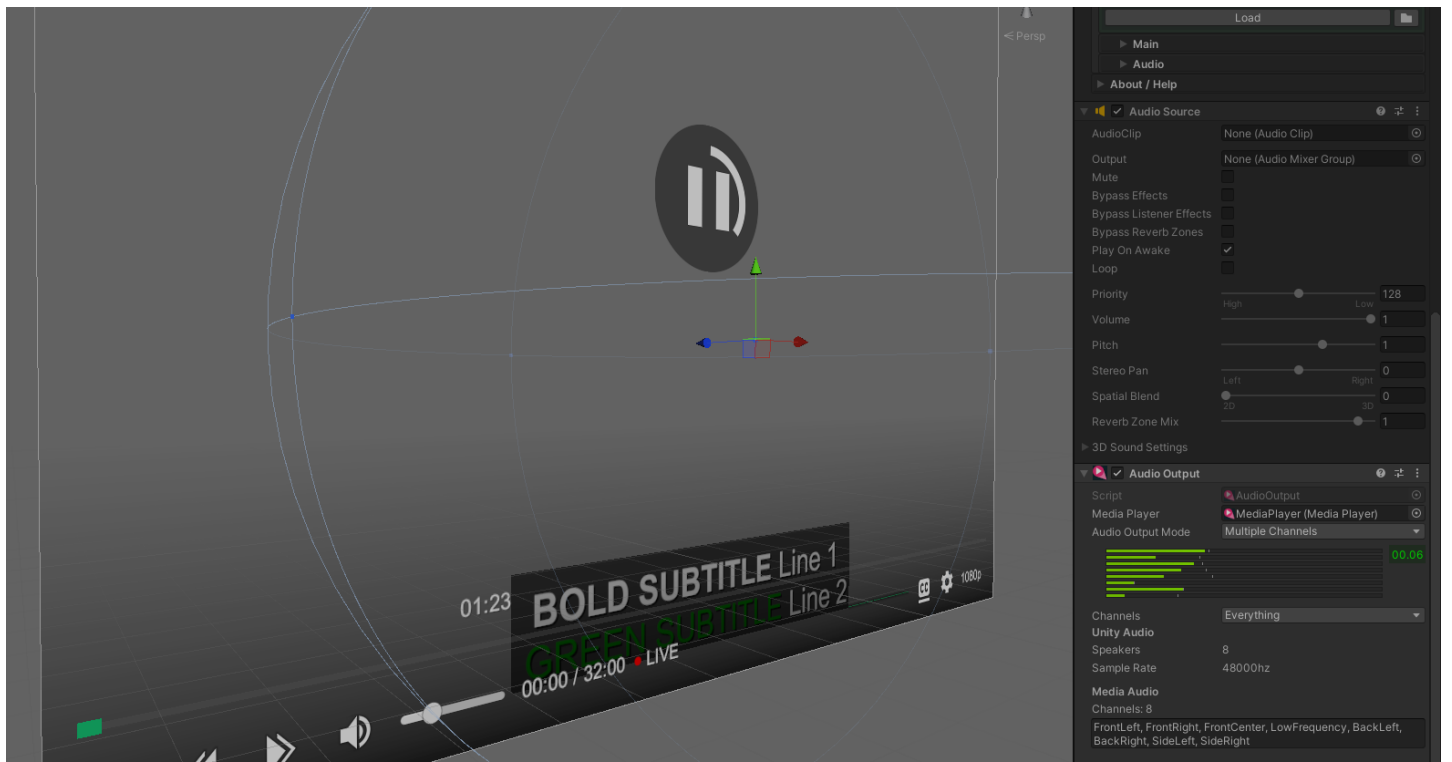 Persp
01:23
BOLD SUBTITLE Line 1
GREEN SUBTITLE Line 2
00:00 / 32:00 LIVE
CC
1080p
Load
Main
Audio
About / Help
Audio Source
AudioClip None (Audio Clip)
Output None (Audio Mixer Group)
Mute
Bypass Effects
Bypass Listener Effects
Bypass Reverb Zones
Play On Awake
Loop
Priority 128
High Low
Volume 1
Pitch 1
Stereo Pan 0
Left Right
Spatial Blend 0
2D 3D
Reverb Zone Mix 1
3D Sound Settings
Audio Output
Script AudioOutput
Media Player MediaPlayer (Media Player)
Audio Output Mode Multiple Channels
00.06
Channels Everything
Unity Audio
Speakers 8
Sample Rate 48000hz
Media Audio
Channels: 8
FrontLeft, FrontRight, FrontCenter, LowFrequency, BackLeft,
BackRight, SideLeft, SideRight